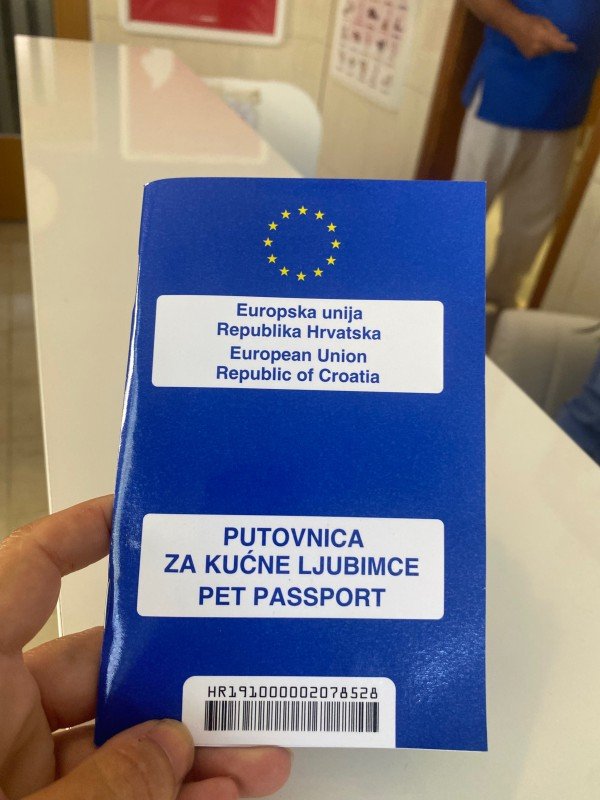 Europska unija
Republika Hrvatska
European Union
Republic of Croatia
PUTOVNICA
ZA KUĆNE LJUBIMCE
PET PASSPORT
HR191000002078528